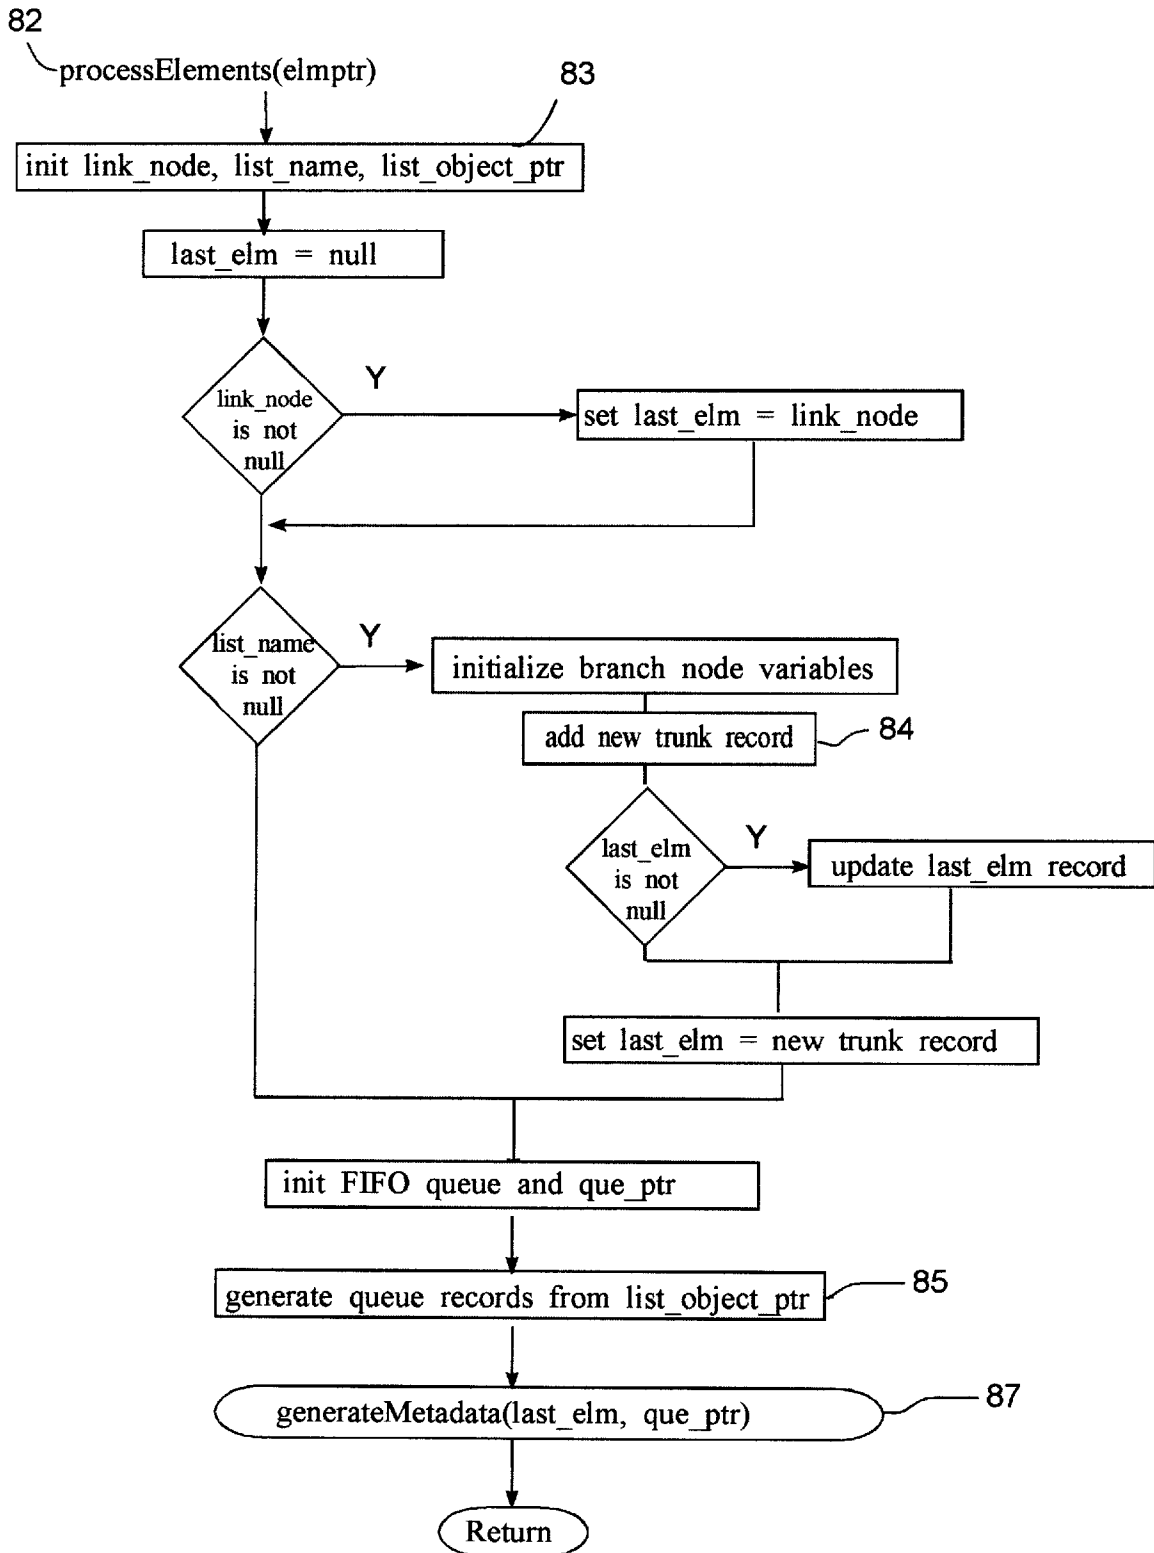 82
processElements(elmptr)
83
init link_node, list_name, list_object_ptr
last_elm = null
link_node
is not
null
Y
set last_elm = link_node
list_name
is not
null
Y
initialize branch node variables
add new trunk record
84
last_elm
is not
null
Y
update last_elm record
set last_elm = new trunk record
init FIFO queue and que_ptr
generate queue records from list_object_ptr
85
generateMetadata(last_elm, que_ptr)
87
Return